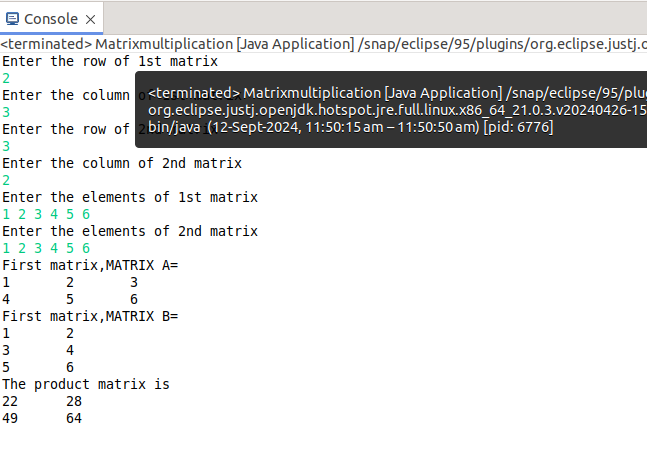 Console
<terminated> Matrixmultiplication [Java Application] /snap/eclipse/95/plugins/org.eclipse.justj.o
Enter the row of 1st matrix
2
Enter the column o
3
Enter the row of
3
Enter the column of 2nd matrix
2
<terminated> Matrixmultiplication [Java Application] /snap/eclipse/95/plu
org.eclipse.justj.openjdk.hotspot.jre.full.linux.x86_64_21.0.3.v20240426-15
bin/java (12-Sept-2024, 11:50:15 am – 11:50:50 am) [pid: 6776]
Enter the elements of 1st matrix
1 2 3 4 5 6
Enter the elements of 2nd matrix
1 2 3 4 5 6
First matrix,MATRIX A=
1 2 3
4 5 6
First matrix,MATRIX B=
1 2
3 4
5 6
The product matrix is
22 28
49 64